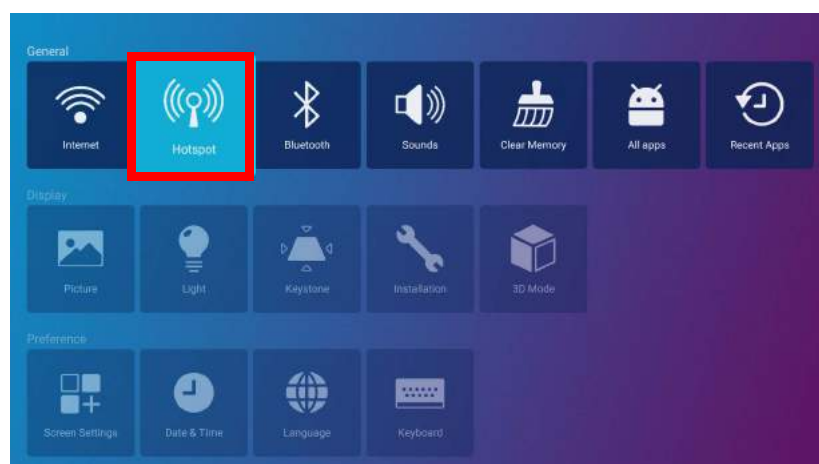 General
Internet Hotspot Bluetooth Sounds Clear Memory All apps Recent Apps
Display
Picture Light Keystone Installation 3D Mode
Preference
Screen Settings Date & Time Language Keyboard